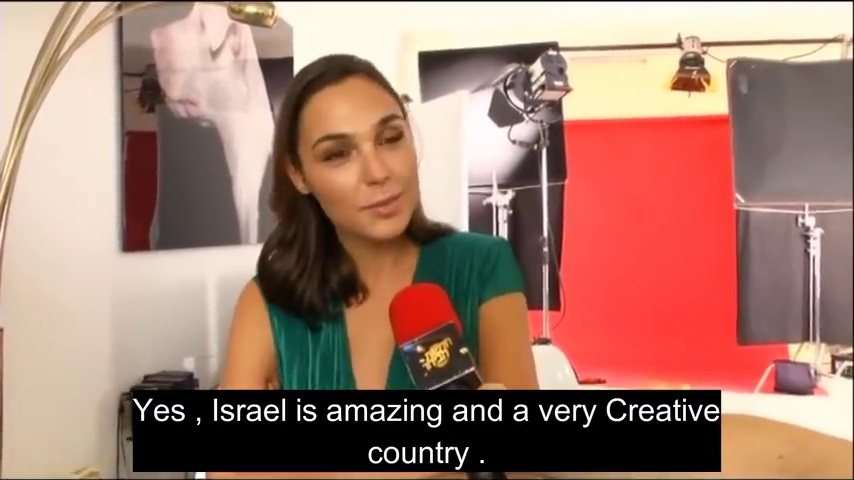 Yes , Israel is amazing and a very Creative
country .